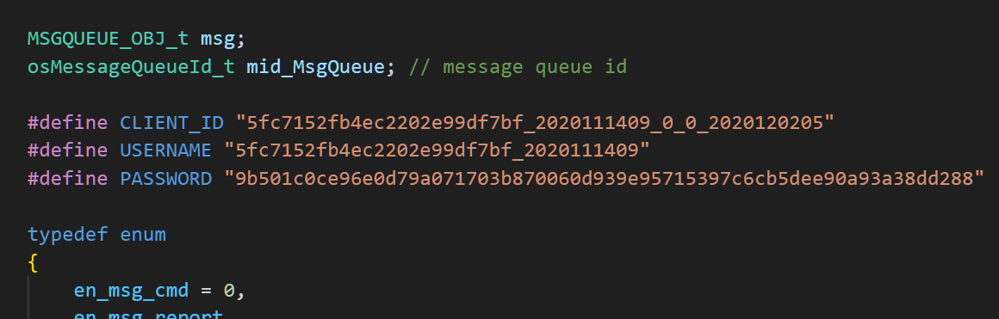 MSGQUEUE_OBJ_t msg;
osMessageQueueId_t mid_MsgQueue; // message queue id
#define CLIENT_ID "5fc7152fb4ec2202e99df7bf_2020111409_0_0_2020120205"
#define USERNAME "5fc7152fb4ec2202e99df7bf_2020111409"
#define PASSWORD "9b501c0ce96e0d79a071703b870060d939e95715397c6cb5dee90a93a38dd288"
typedef enum
{
en_msg_cmd = 0,
en_msg_report